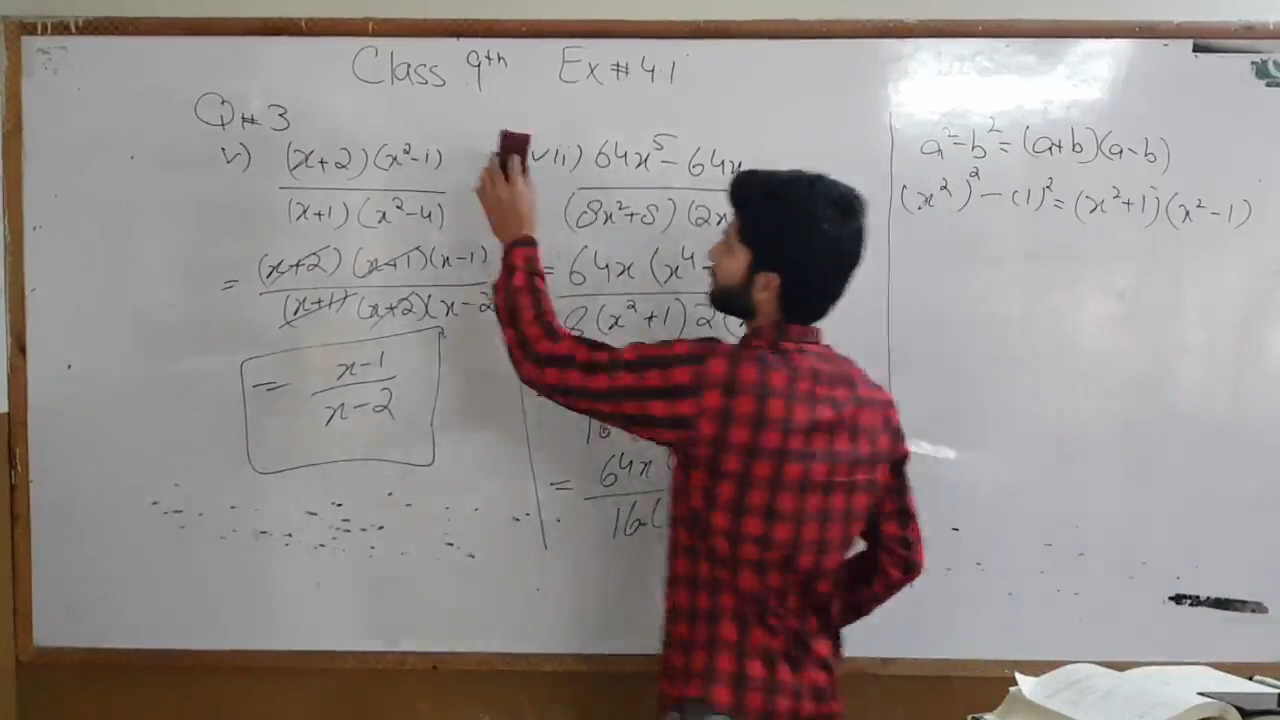 Class 9th Ex # 4.1
Q#3
v) (x+2)(x²-1)
(x+1)(x²-4)
= (x+2)(x+1)(x-1)
(x+1)(x+2)(x-2
= x-1
x-2
vii) 64x⁵ - 64x
(8x²+8)(2x
= 64x(x⁴-
8(x²+1)2(
16
= 64x
16(
a²-b² = (a+b)(a-b)
(x²)² - (1)² = (x²+1)(x²-1)